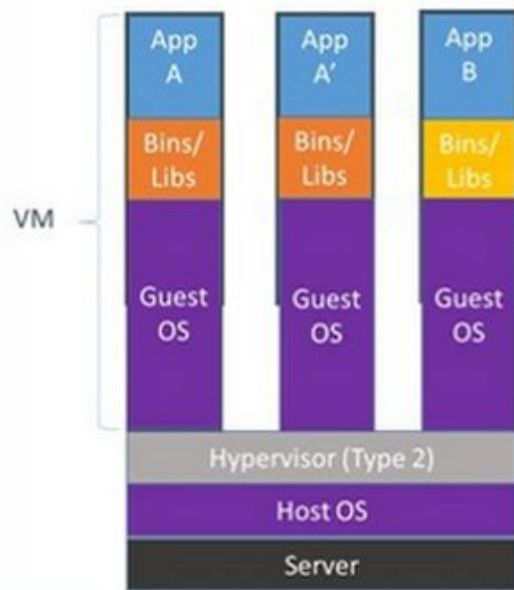 App
A
App
A′
App
B
Bins/
Libs
Bins/
Libs
Bins/
Libs
VM
Guest
OS
Guest
OS
Guest
OS
Hypervisor (Type 2)
Host OS
Server